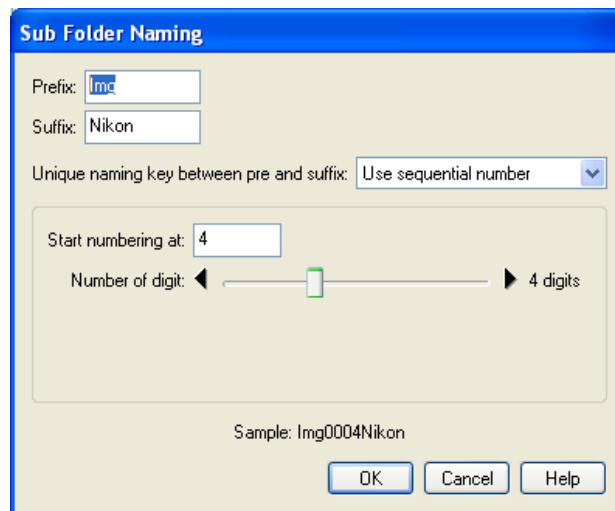 Sub Folder Naming
Prefix: Img
Suffix: Nikon
Unique naming key between pre and suffix: Use sequential number
Start numbering at: 4
Number of digit: 4 digits
Sample: Img0004Nikon
OK Cancel Help